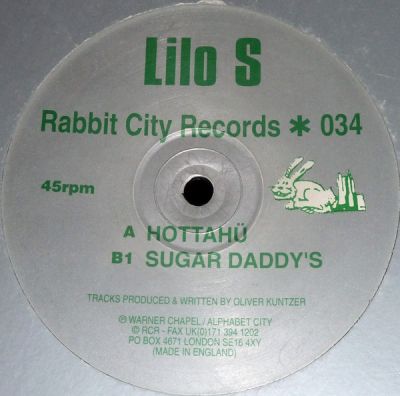 Lilo S
Rabbit City Records * 034
45rpm
A HOTTAHÜ
B1 SUGAR DADDY'S
TRACKS PRODUCED & WRITTEN BY OLIVER KUNTZER
℗ WARNER CHAPEL / ALPHABET CITY
© RCR - FAX UK(0)171 394 1202
PO BOX 4671 LONDON SE16 4XY
(MADE IN ENGLAND)